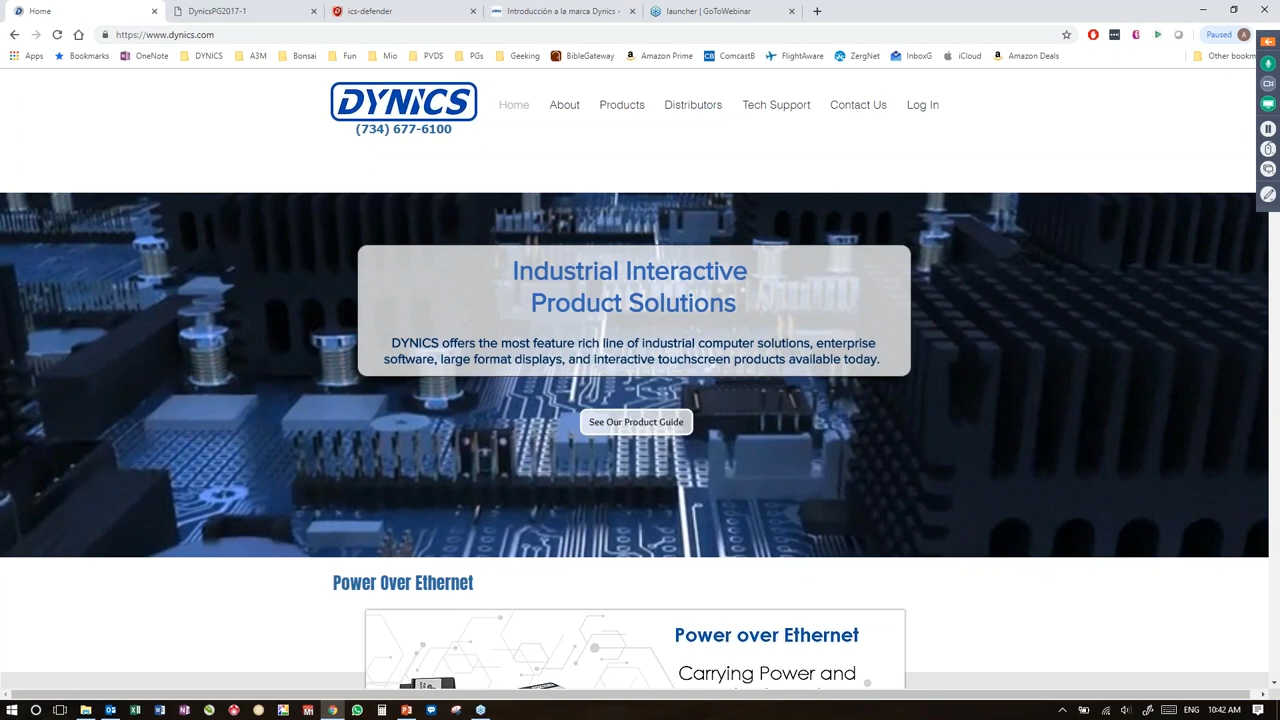 Home
DynicsPG2017-1
ics-defender
Introducción a la marca Dynics -
launcher | GoToWebinar
https://www.dynics.com
Paused
A
Apps
Bookmarks
OneNote
DYNICS
A3M
Bonsai
Fun
Mio
PVDS
PGs
Geeking
BibleGateway
Amazon Prime
CB
ComcastB
FlightAware
ZergNet
InboxG
iCloud
Amazon Deals
Other bookm
DYNICS
(734) 677-6100
Home
About
Products
Distributors
Tech Support
Contact Us
Log In
Industrial Interactive
Product Solutions
DYNICS offers the most feature rich line of industrial computer solutions, enterprise
software, large format displays, and interactive touchscreen products available today.
See Our Product Guide
Power Over Ethernet
Power over Ethernet
Carrying Power and
10:42 AM